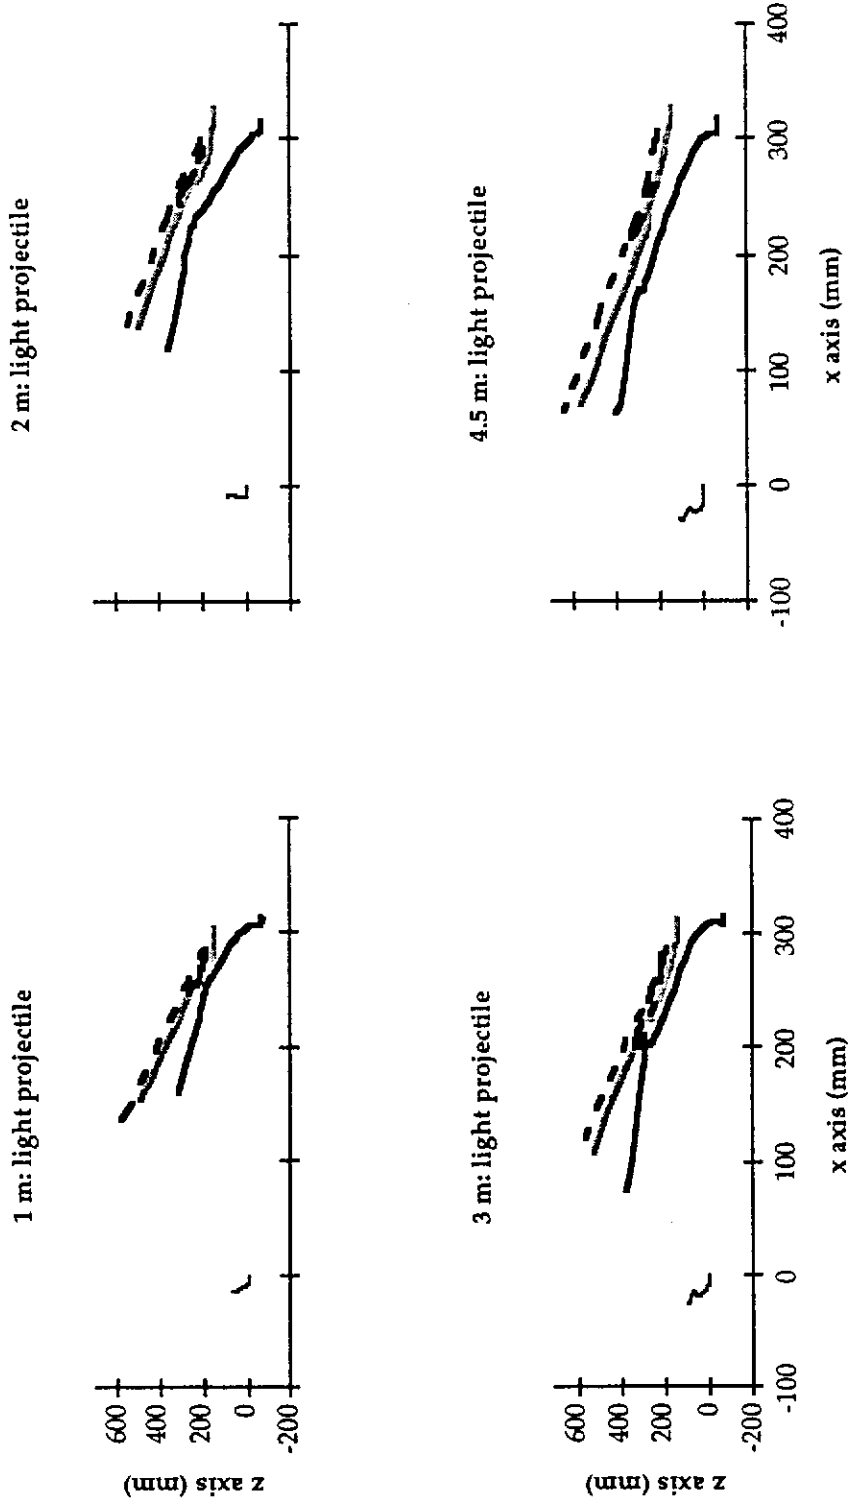 1 m: light projectile
z axis (mm)
600
400
200
0
-200
2 m: light projectile
3 m: light projectile
z axis (mm)
600
400
200
0
-200
-100
0
100
200
300
400
x axis (mm)
4.5 m: light projectile
-100
0
100
200
300
400
x axis (mm)